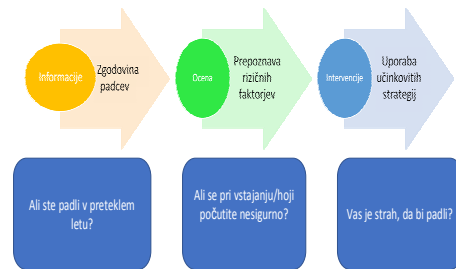 Informacije
Zgodovina
padcev
Ocena
Prepoznava
rizičnih
faktorjev
Intervencije
Uporaba
učinkovitih
strategij
Ali ste padli v preteklem
letu?
Ali se pri vstajanju/hoji
počutite nesigurno?
Vas je strah, da bi padli?